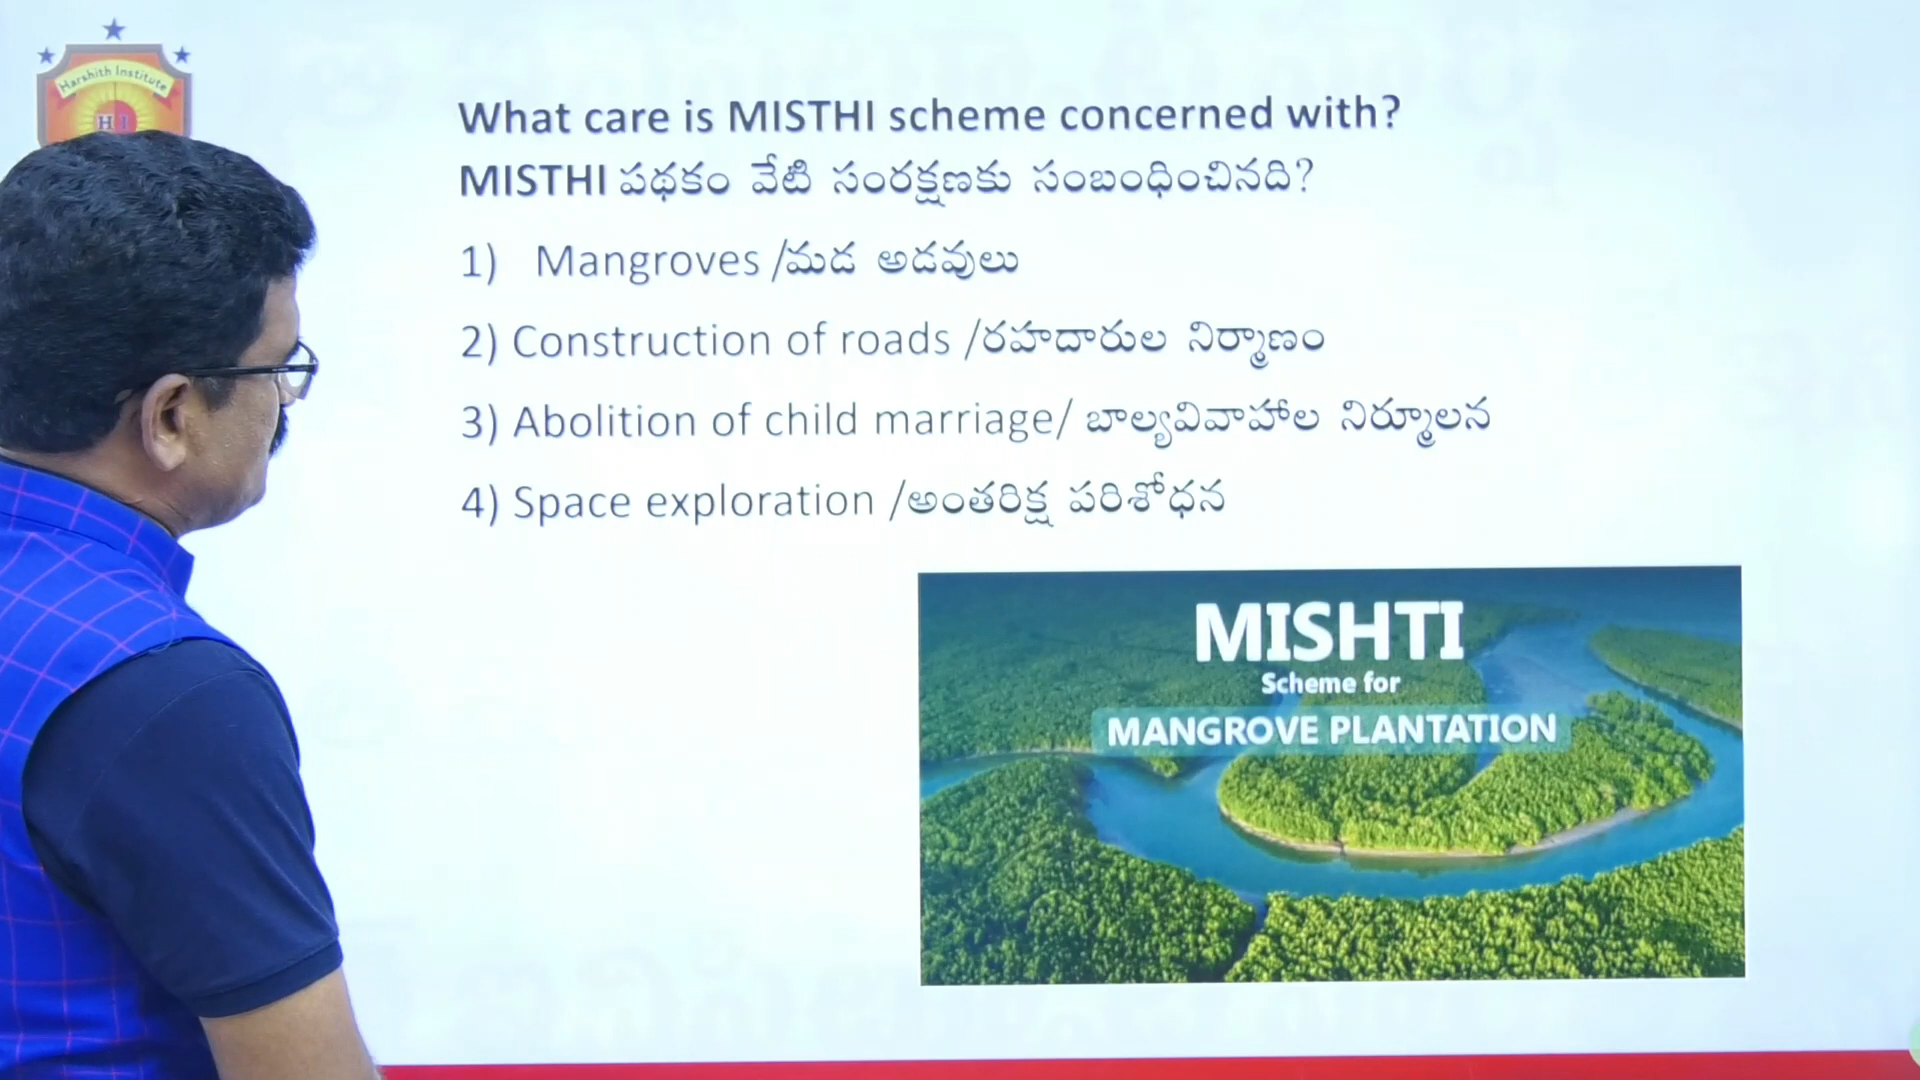 Harshith Institute
H I
What care is MISTHI scheme concerned with?
MISTHI పథకం వేటి సంరక్షణకు సంబంధించినది?
1) Mangroves /మడ అడవులు
2) Construction of roads /రహదారుల నిర్మాణం
3) Abolition of child marriage/ బాల్యవివాహాల నిర్మూలన
4) Space exploration /అంతరిక్ష పరిశోధన
MISHTI
Scheme for
MANGROVE PLANTATION